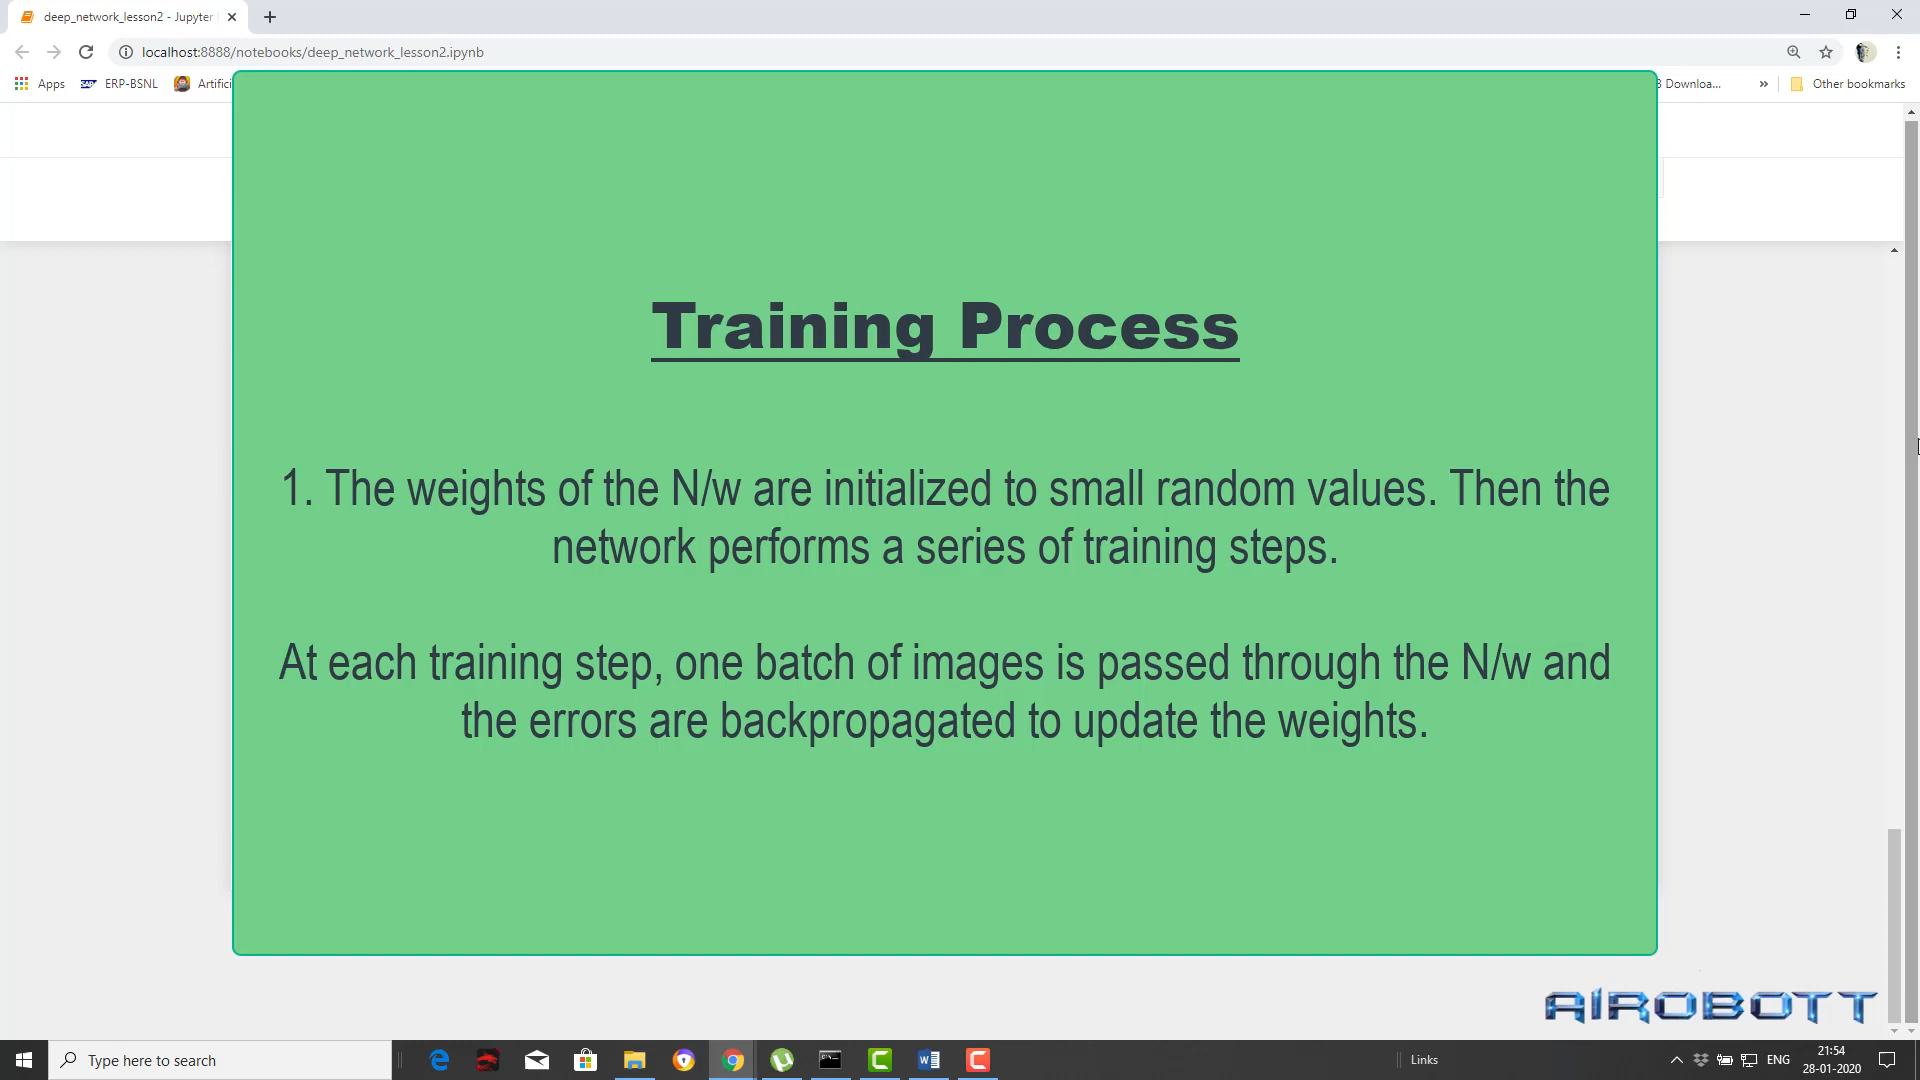 deep_network_lesson2 - Jupyter
localhost:8888/notebooks/deep_network_lesson2.ipynb
Apps ERP-BSNL Artifici Downloa... » Other bookmarks
Training Process
1. The weights of the N/w are initialized to small random values. Then the
network performs a series of training steps.
At each training step, one batch of images is passed through the N/w and
the errors are backpropagated to update the weights.
AIROBOTT
Type here to search
Links
ENG
21:54
28-01-2020